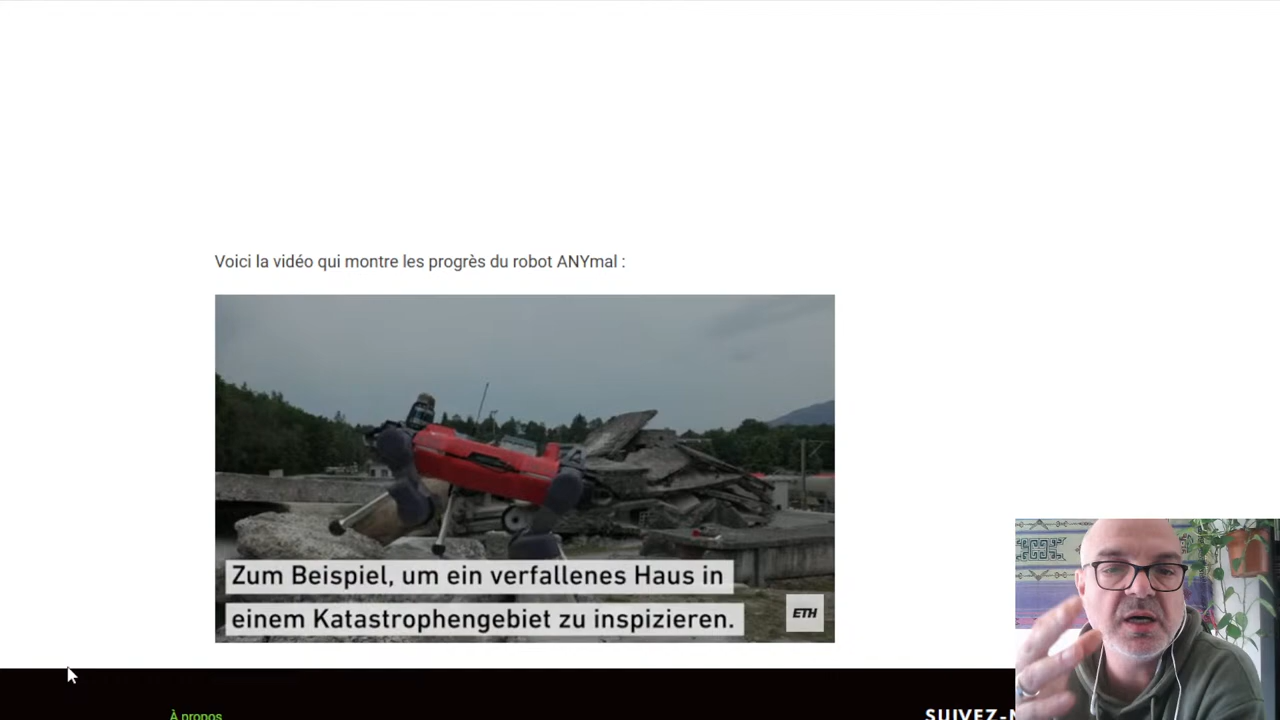 Voici la vidéo qui montre les progrès du robot ANYmal :
Zum Beispiel, um ein verfallenes Haus in
einem Katastrophengebiet zu inspizieren.
ETH
À propos
SUIVEZ-